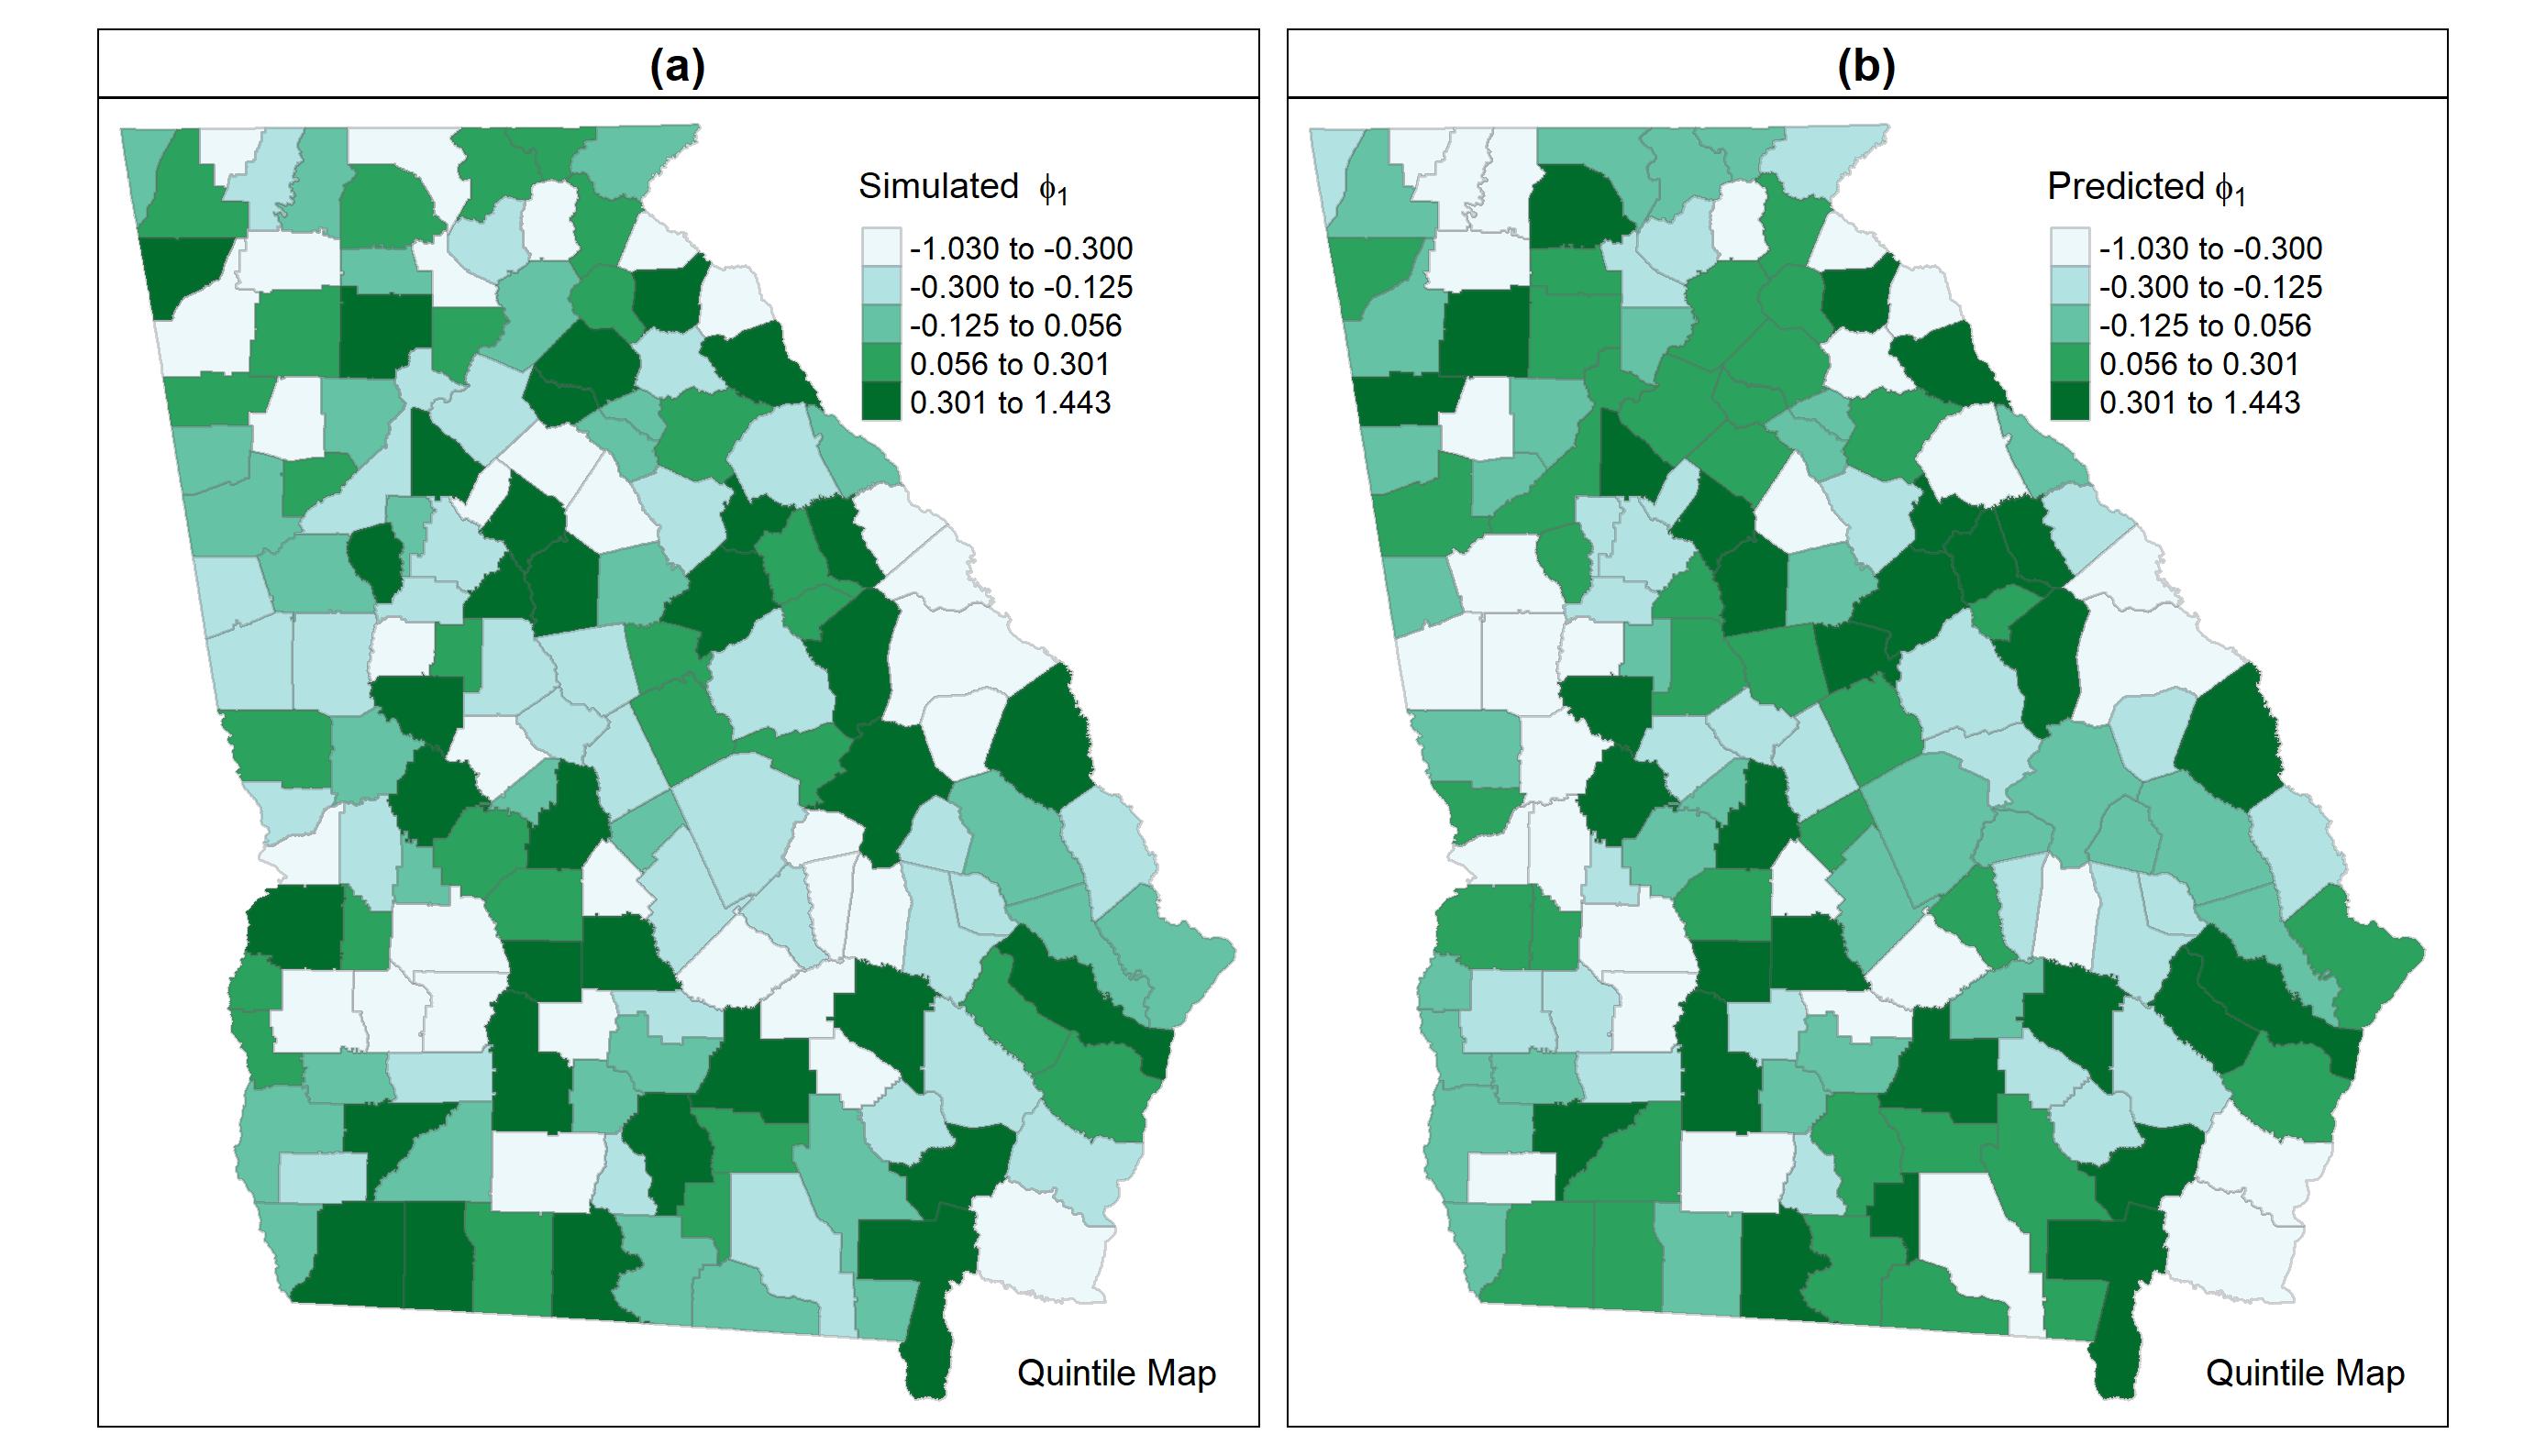 (a)
Simulated ϕ1
-1.030 to -0.300
-0.300 to -0.125
-0.125 to 0.056
0.056 to 0.301
0.301 to 1.443
Quintile Map
(b)
Predicted ϕ1
-1.030 to -0.300
-0.300 to -0.125
-0.125 to 0.056
0.056 to 0.301
0.301 to 1.443
Quintile Map